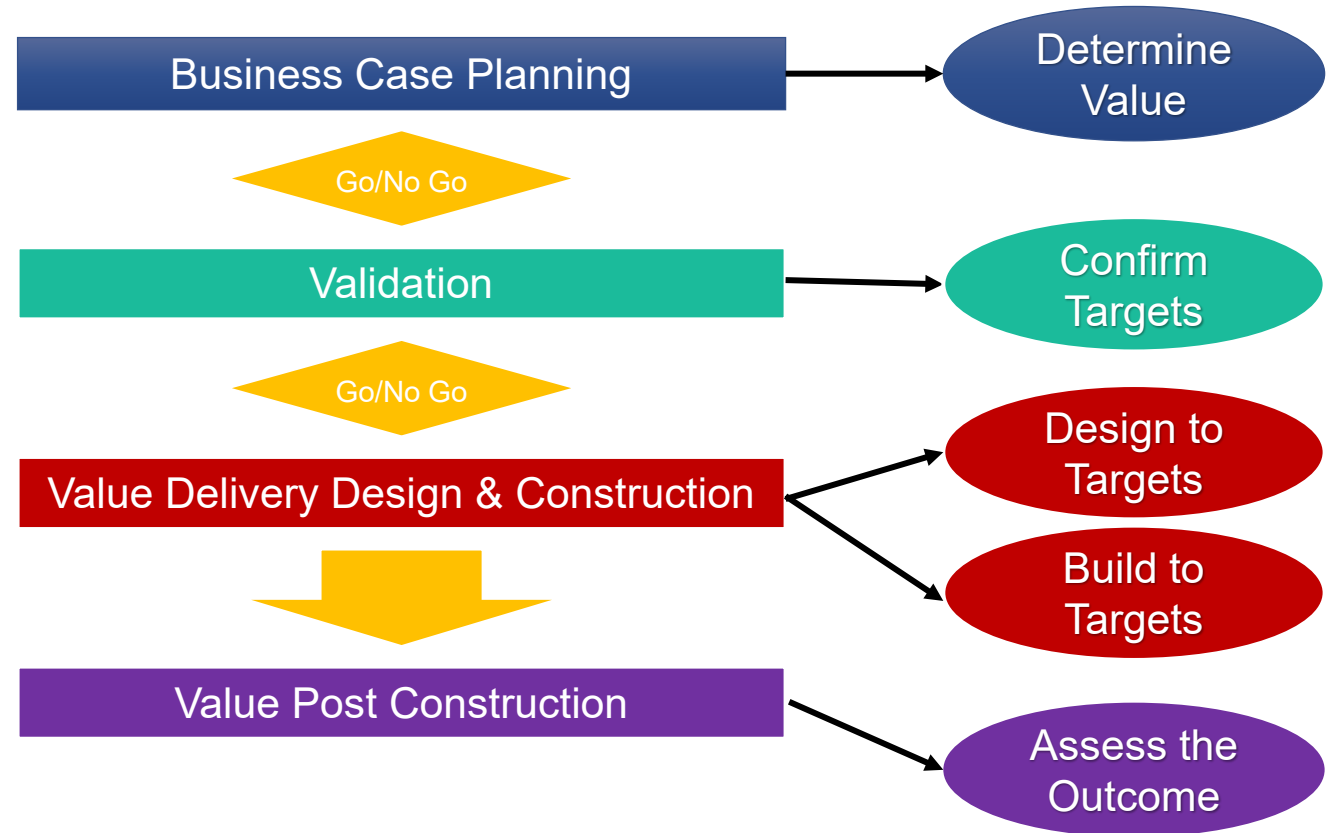 Business Case Planning
Determine
Value
Go/No Go
Validation
Confirm
Targets
Go/No Go
Value Delivery Design & Construction
Design to
Targets
Build to
Targets
Value Post Construction
Assess the
Outcome